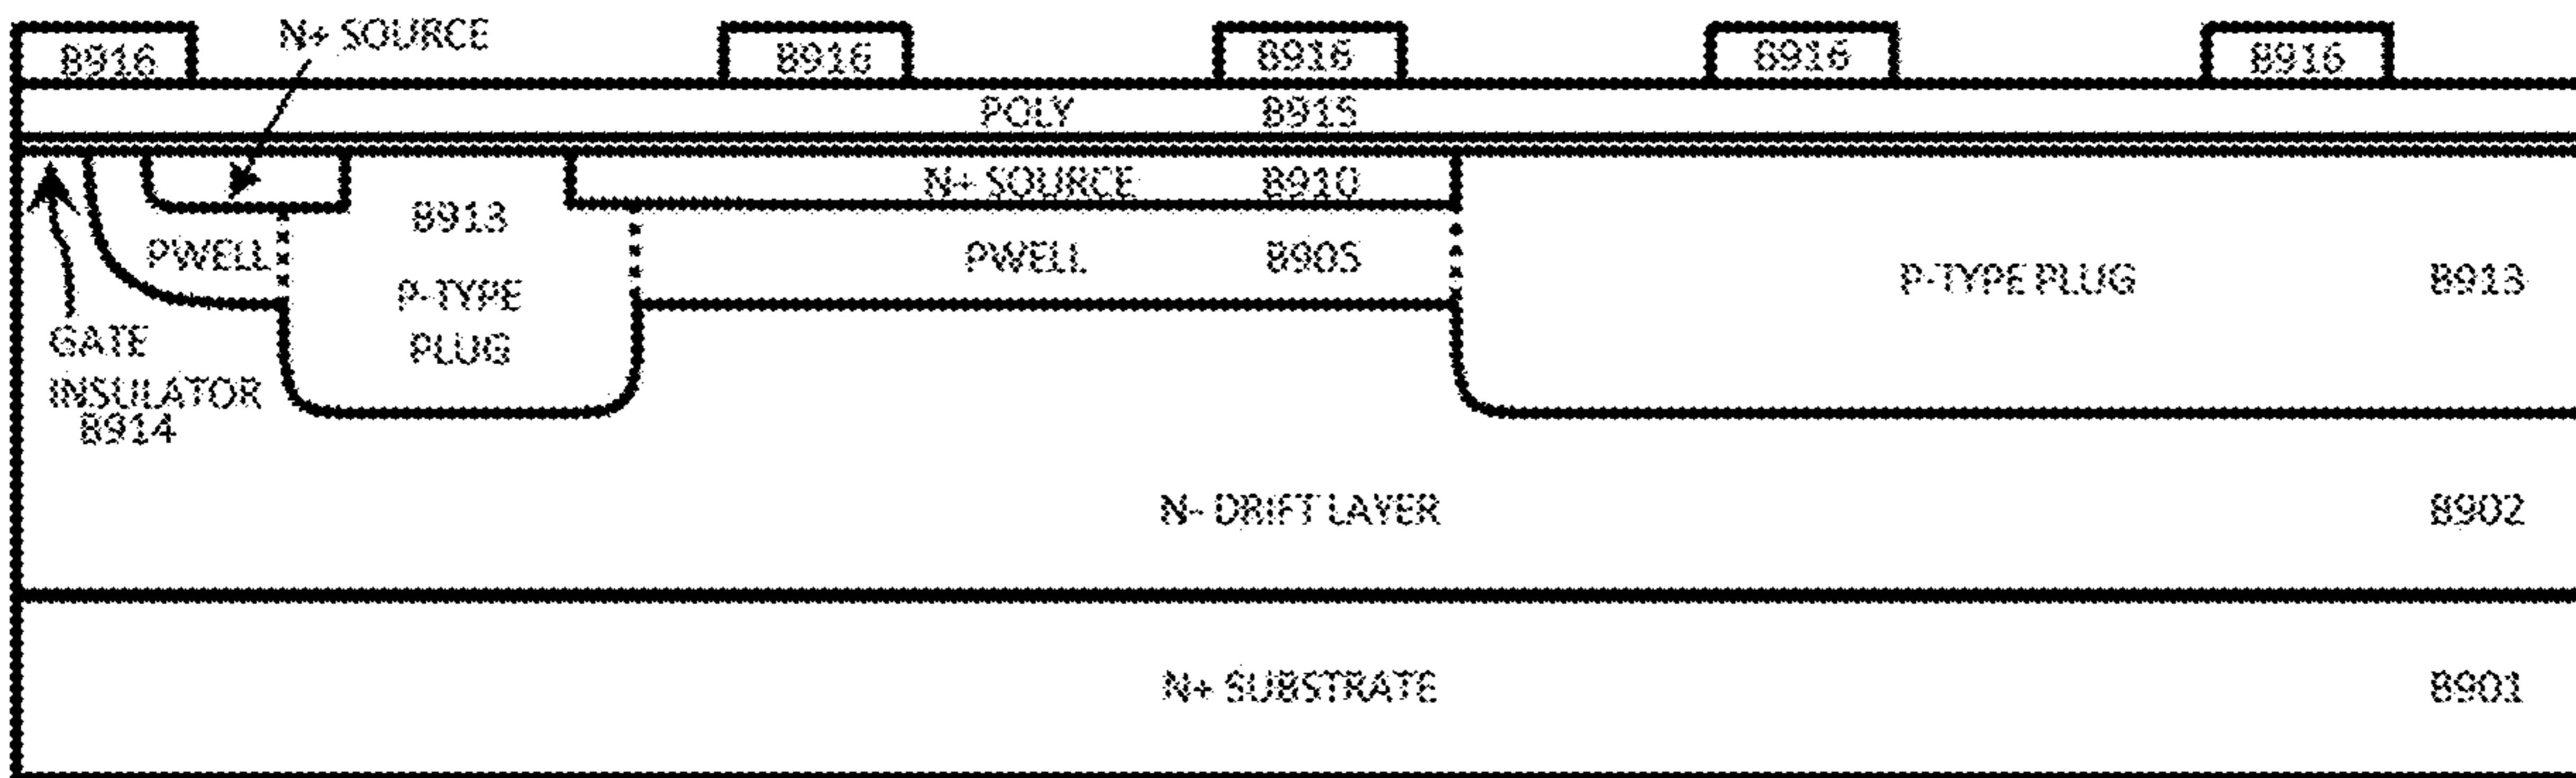 N+ SOURCE
8916 8916 8916 8916 8916
POLY 8915
N+ SOURCE 8910
8913
PWELL PWELL 8905
P-TYPE PLUG 8913
P-TYPE
PLUG
GATE
INSULATOR
8914
N- DRIFT LAYER 8902
N+ SUBSTRATE 8901